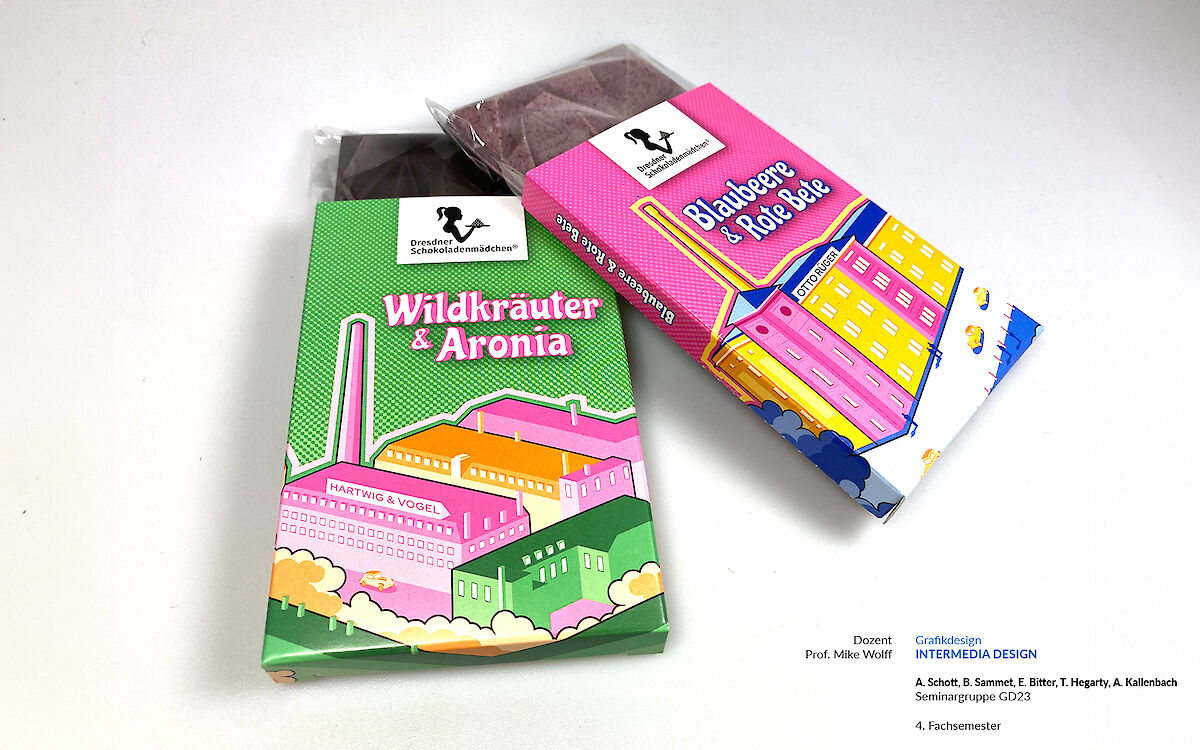 Dresdner
Schokoladenmädchen®
Wildkräuter
& Aronia
HARTWIG & VOGEL
Dresdner
Schokoladenmädchen®
Blaubeere
& Rote Bete
Blaubeere & Rote Bete
OTTO RÜGER
Dozent
Prof. Mike Wolff
Grafikdesign
INTERMEDIA DESIGN
A. Schott, B. Sammet, E. Bitter, T. Hegarty, A. Kallenbach
Seminargruppe GD23
4. Fachsemester